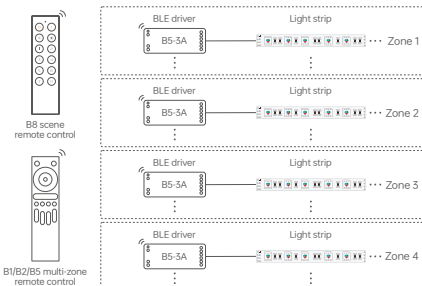 B8 scene
remote control
B1/B2/B5 multi-zone
remote control
BLE driver
Light strip
B5-3A
Zone 1
BLE driver
Light strip
B5-3A
Zone 2
BLE driver
Light strip
B5-3A
Zone 3
BLE driver
Light strip
B5-3A
Zone 4